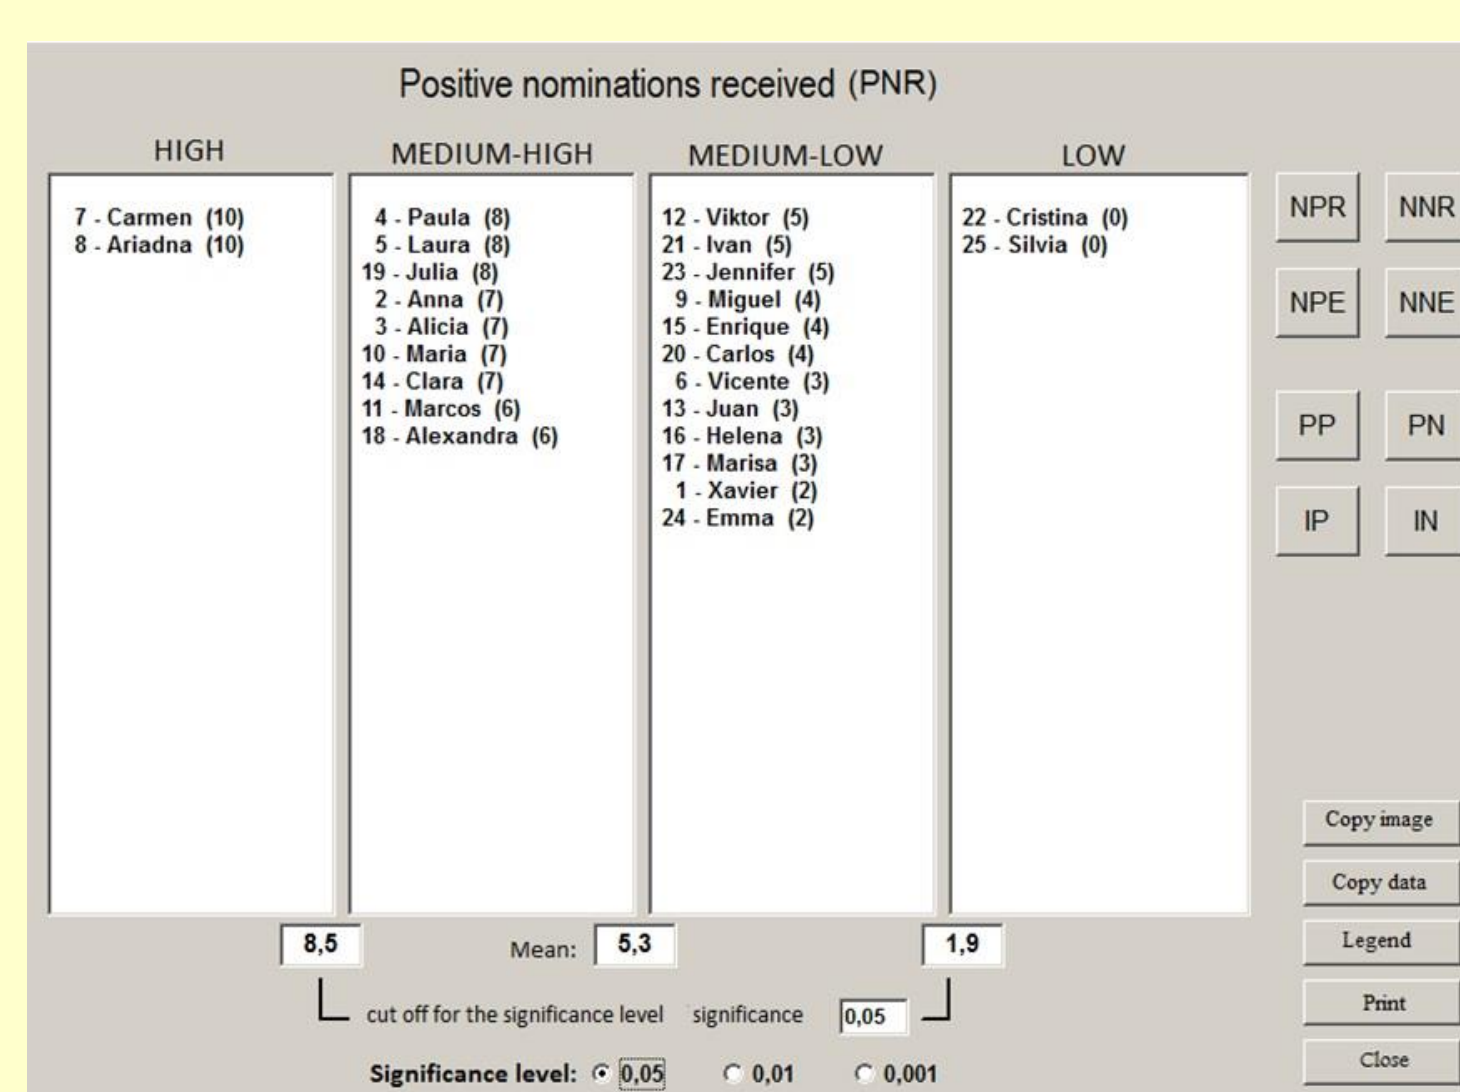 Positive nominations received (PNR)
HIGH
7 - Carmen (10)
8 - Ariadna (10)
MEDIUM-HIGH
4 - Paula (8)
5 - Laura (8)
19 - Julia (8)
2 - Anna (7)
3 - Alicia (7)
10 - Maria (7)
14 - Clara (7)
11 - Marcos (6)
18 - Alexandra (6)
MEDIUM-LOW
12 - Viktor (5)
21 - Ivan (5)
23 - Jennifer (5)
9 - Miguel (4)
15 - Enrique (4)
20 - Carlos (4)
6 - Vicente (3)
13 - Juan (3)
16 - Helena (3)
17 - Marisa (3)
1 - Xavier (2)
24 - Emma (2)
LOW
22 - Cristina (0)
25 - Silvia (0)
NPR NNR
NPE NNE
PP PN
IP IN
Copy image
Copy data
Legend
Print
Close
8,5 Mean: 5,3 1,9
cut off for the significance level significance 0,05
Significance level: 0,05 0,01 0,001